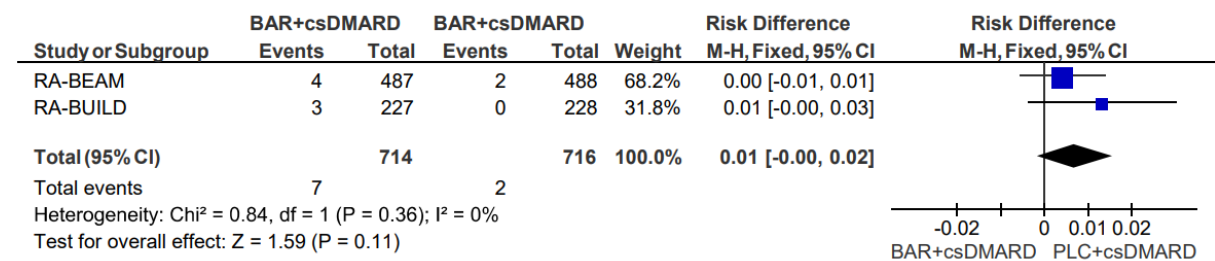 BAR+csDMARD BAR+csDMARD Risk Difference Risk Difference
Study or Subgroup Events Total Events Total Weight M-H, Fixed, 95% CI M-H, Fixed, 95% CI
RA-BEAM 4 487 2 488 68.2% 0.00 [-0.01, 0.01]
RA-BUILD 3 227 0 228 31.8% 0.01 [-0.00, 0.03]
Total (95% CI) 714 716 100.0% 0.01 [-0.00, 0.02]
Total events 7 2
Heterogeneity: Chi² = 0.84, df = 1 (P = 0.36); I² = 0%
Test for overall effect: Z = 1.59 (P = 0.11)
-0.02 0 0.01 0.02
BAR+csDMARD PLC+csDMARD